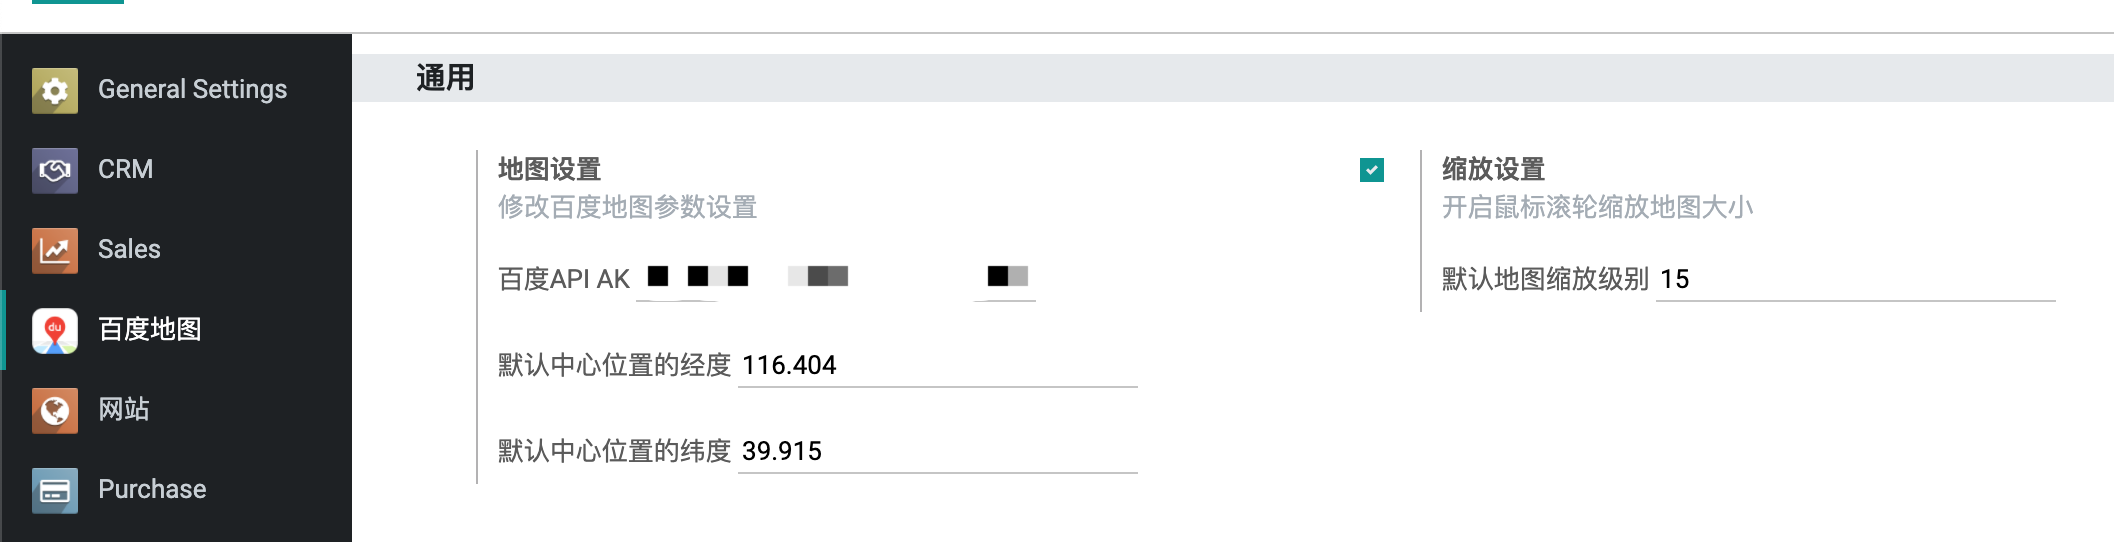 General Settings
CRM
Sales
du
百度地图
网站
Purchase
通用
地图设置
修改百度地图参数设置
百度API AK
默认中心位置的经度 116.404
默认中心位置的纬度 39.915
缩放设置
开启鼠标滚轮缩放地图大小
默认地图缩放级别 15